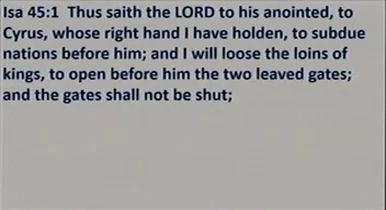 Isa 45:1  Thus saith the LORD to his anointed, to
Cyrus, whose right hand I have holden, to subdue
nations before him; and I will loose the loins of
kings, to open before him the two leaved gates;
and the gates shall not be shut;